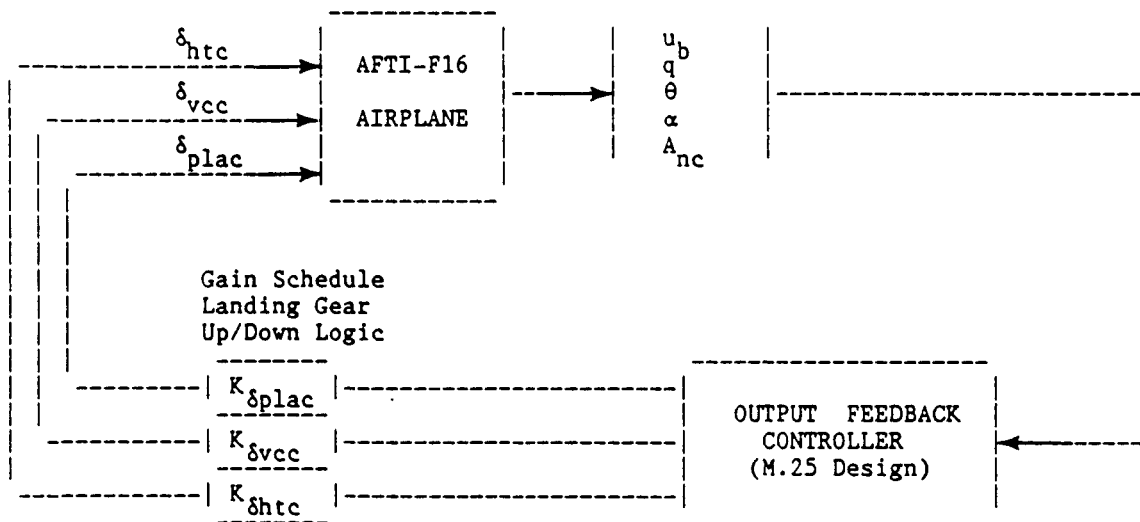 δhtc
δvcc
δplac
AFTI-F16
AIRPLANE
ub
q
θ
α
Anc
Gain Schedule
Landing Gear
Up/Down Logic
Kδplac
Kδvcc
Kδhtc
OUTPUT FEEDBACK
CONTROLLER
(M.25 Design)